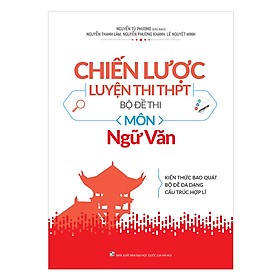 NGUYỄN TÚ PHƯƠNG (CHỦ BIÊN)
NGUYỄN THANH LÂM, NGUYỄN PHƯƠNG KHANH, LÊ NGUYỆT MINH
CHIẾN LƯỢC
LUYỆN THI THPT
BỘ ĐỀ THI
MÔN
Ngữ Văn
KIẾN THỨC BAO QUÁT
BỘ ĐỀ ĐA DẠNG
CẤU TRÚC HỢP LÍ
NHÀ XUẤT BẢN ĐẠI HỌC QUỐC GIA HÀ NỘI